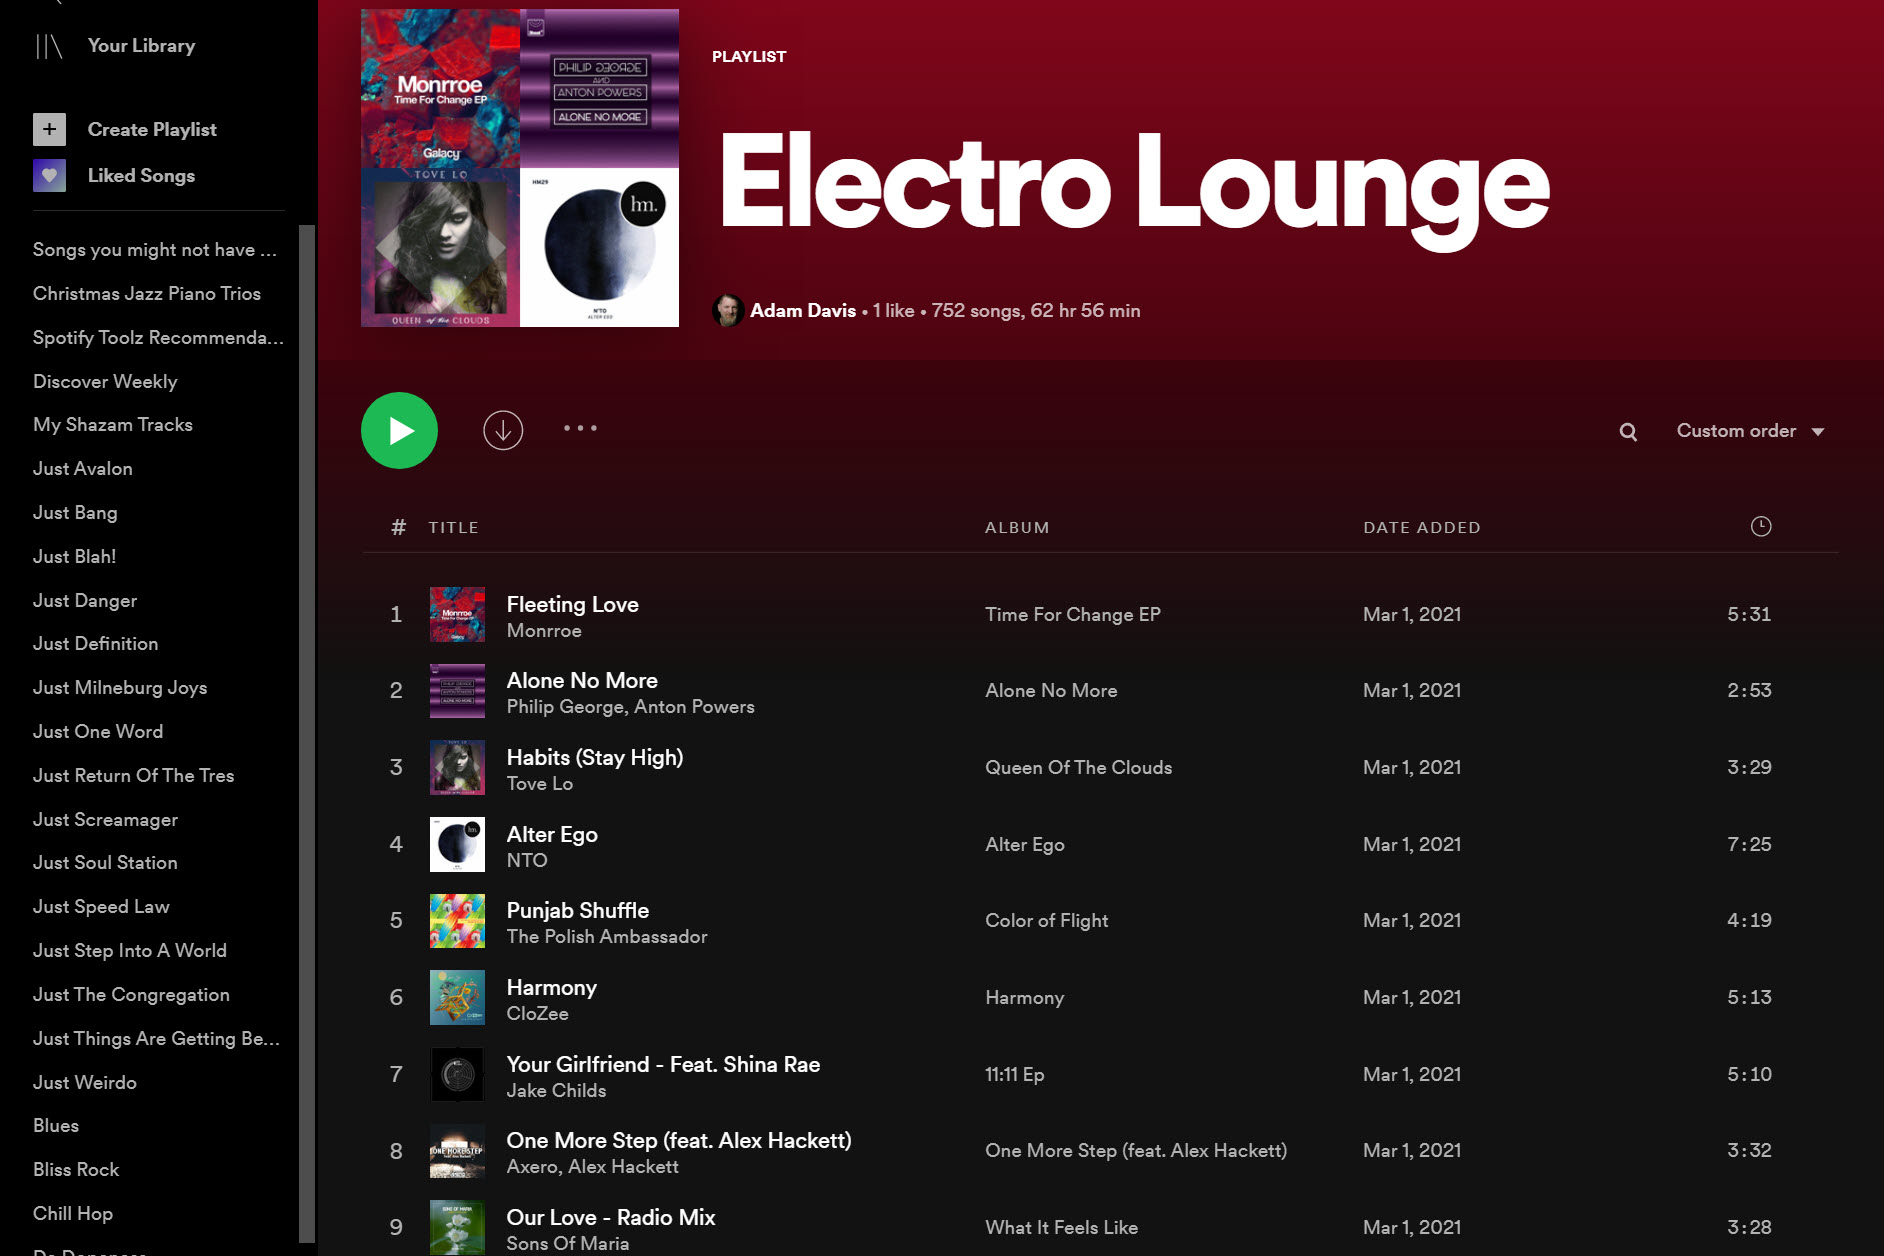 Your Library
Create Playlist
Liked Songs
Songs you might not have ...
Christmas Jazz Piano Trios
Spotify Toolz Recommenda...
Discover Weekly
My Shazam Tracks
Just Avalon
Just Bang
Just Blah!
Just Danger
Just Definition
Just Milneburg Joys
Just One Word
Just Return Of The Tres
Just Screamager
Just Soul Station
Just Speed Law
Just Step Into A World
Just The Congregation
Just Things Are Getting Be...
Just Weirdo
Blues
Bliss Rock
Chill Hop
Monrroe
Time For Change EP
Galacy
PHILIP GEORGE
AND
ANTON POWERS
ALONE NO MORE
TOVE LO
QUEEN of the CLOUDS
HM29
hm.
N'TO
ALTER EGO
PLAYLIST
Electro Lounge
Adam Davis • 1 like • 752 songs, 62 hr 56 min
Custom order
# TITLE ALBUM DATE ADDED
1 Fleeting Love Time For Change EP Mar 1, 2021 5:31
Monrroe
2 Alone No More Alone No More Mar 1, 2021 2:53
Philip George, Anton Powers
3 Habits (Stay High) Queen Of The Clouds Mar 1, 2021 3:29
Tove Lo
4 Alter Ego Alter Ego Mar 1, 2021 7:25
NTO
5 Punjab Shuffle Color of Flight Mar 1, 2021 4:19
The Polish Ambassador
6 Harmony Harmony Mar 1, 2021 5:13
CloZee
7 Your Girlfriend - Feat. Shina Rae 11:11 Ep Mar 1, 2021 5:10
Jake Childs
8 One More Step (feat. Alex Hackett) One More Step (feat. Alex Hackett) Mar 1, 2021 3:32
Axero, Alex Hackett
9 Our Love - Radio Mix What It Feels Like Mar 1, 2021 3:28
Sons Of Maria